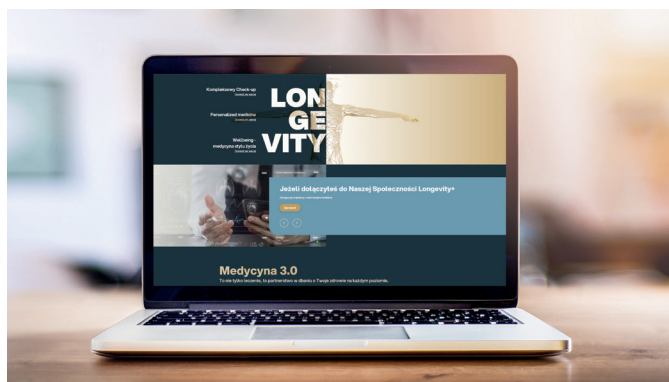 Kompleksowy Check-up
Personalized medicine
Wellbeing -
medycyna stylu życia
LON
GE
VITY
Jeżeli dołączyłeś do Naszej Społeczności Longevity+
Medycyna 3.0
To nie tylko leczenie, to partnerstwo w dbaniu o Twoje zdrowie na każdym poziomie.